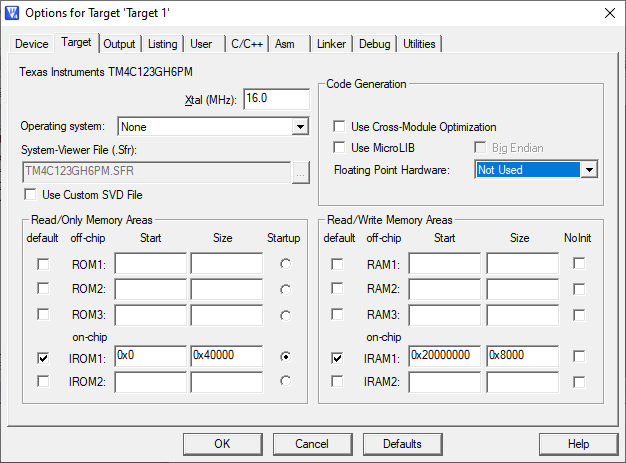 Options for Target 'Target 1'
Device Target Output Listing User C/C++ Asm Linker Debug Utilities
Texas Instruments TM4C123GH6PM
Xtal (MHz): 16.0
Operating system: None
System-Viewer File (.Sfr):
TM4C123GH6PM.SFR ...
Use Custom SVD File
Code Generation
Use Cross-Module Optimization
Use MicroLIB Big Endian
Floating Point Hardware: Not Used
Read/Only Memory Areas
default off-chip Start Size Startup
ROM1:
ROM2:
ROM3:
on-chip
IROM1: 0x0 0x40000
IROM2:
Read/Write Memory Areas
default off-chip Start Size NoInit
RAM1:
RAM2:
RAM3:
on-chip
IRAM1: 0x20000000 0x8000
IRAM2:
OK Cancel Defaults Help